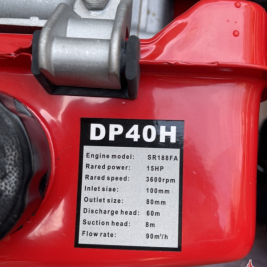 DP40H
Engine model: SR188FA
Rared power: 15HP
Rared speed: 3600rpm
Inlet siae: 100mm
Outlet size: 80mm
Discharge head: 60m
Suction head: 8m
Flow rate: 90m³/h